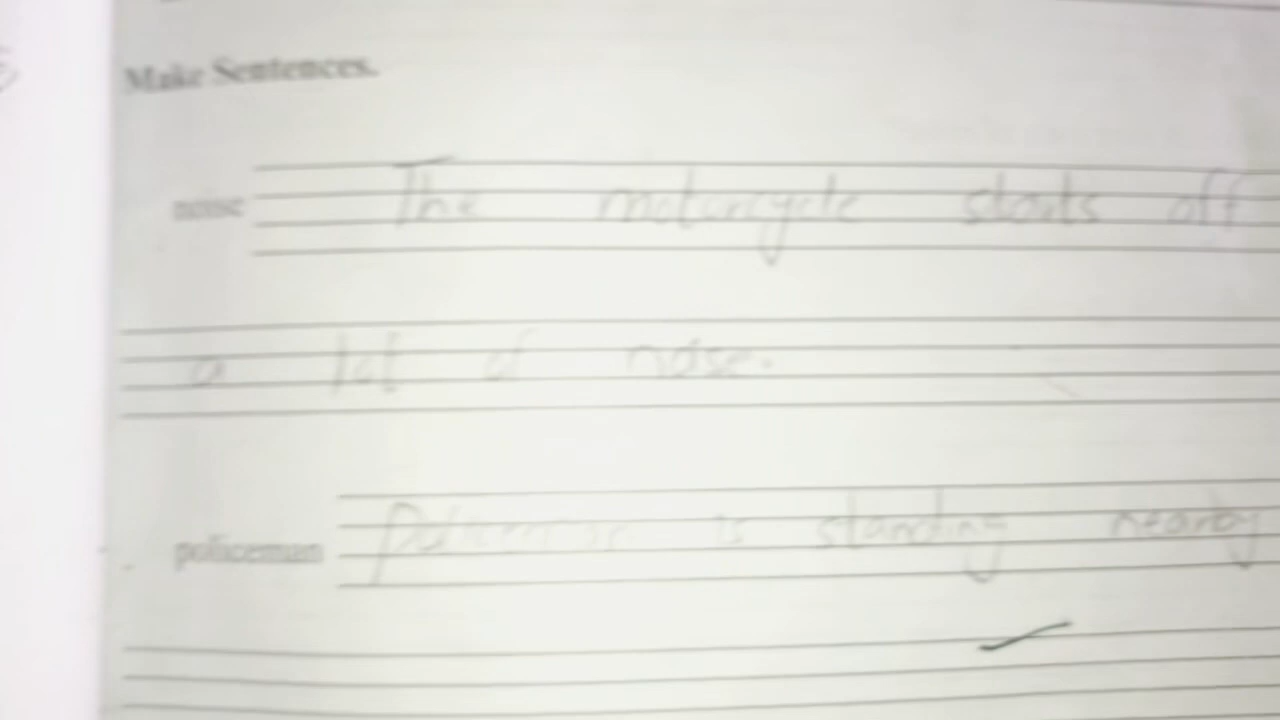 Make Sentences.
noise The motorcycle starts off
a lot of noise.
policeman Policeman is standing nearby